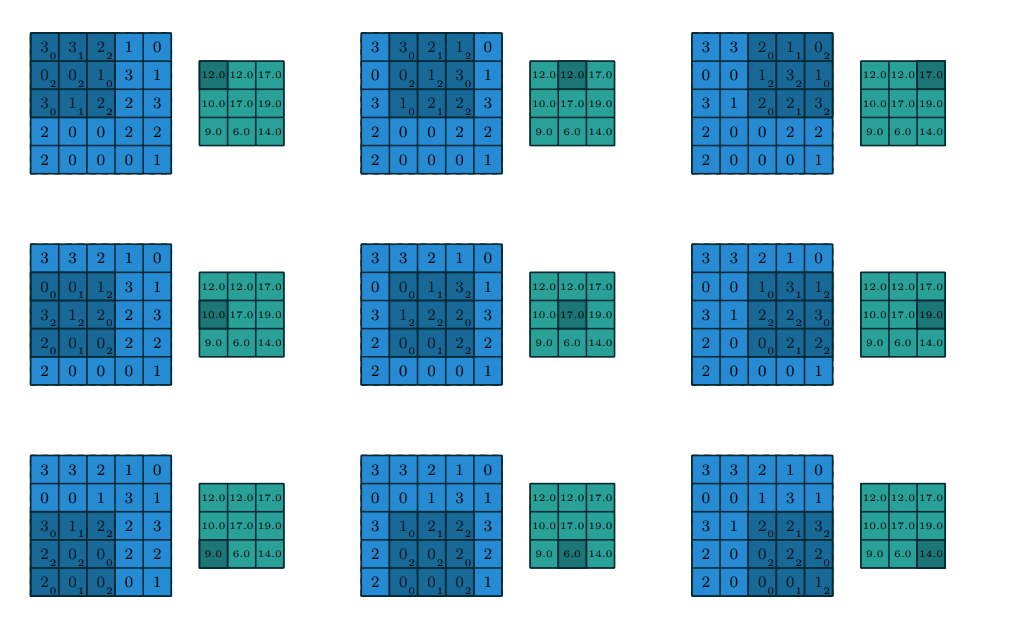 3₀ 3₁ 2₂ 1 0
0₂ 0₂ 1₀ 3 1
3₀ 1₁ 2₂ 2 3
2 0 0 2 2
2 0 0 0 1
12.0 12.0 17.0
10.0 17.0 19.0
9.0 6.0 14.0
3 3₀ 2₁ 1₂ 0
0 0₂ 1₂ 3₀ 1
3 1₀ 2₁ 2₂ 3
2 0 0 2 2
2 0 0 0 1
12.0 12.0 17.0
10.0 17.0 19.0
9.0 6.0 14.0
3 3 2₀ 1₁ 0₂
0 0 1₂ 3₂ 1₀
3 1 2₀ 2₁ 3₂
2 0 0 2 2
2 0 0 0 1
12.0 12.0 17.0
10.0 17.0 19.0
9.0 6.0 14.0
3 3 2 1 0
0₀ 0₁ 1₂ 3 1
3₂ 1₂ 2₀ 2 3
2₀ 0₁ 0₂ 2 2
2 0 0 0 1
12.0 12.0 17.0
10.0 17.0 19.0
9.0 6.0 14.0
3 3 2 1 0
0 0₀ 1₁ 3₂ 1
3 1₂ 2₂ 2₀ 3
2 0₀ 0₁ 2₂ 2
2 0 0 0 1
12.0 12.0 17.0
10.0 17.0 19.0
9.0 6.0 14.0
3 3 2 1 0
0 0 1₀ 3₁ 1₂
3 1 2₂ 2₂ 3₀
2 0 0₀ 2₁ 2₂
2 0 0 0 1
12.0 12.0 17.0
10.0 17.0 19.0
9.0 6.0 14.0
3 3 2 1 0
0 0 1 3 1
3₀ 1₁ 2₂ 2 3
2₂ 0₂ 0₀ 2 2
2₀ 0₁ 0₂ 0 1
12.0 12.0 17.0
10.0 17.0 19.0
9.0 6.0 14.0
3 3 2 1 0
0 0 1 3 1
3 1₀ 2₁ 2₂ 3
2 0₂ 0₂ 2₀ 2
2 0₀ 0₁ 0₂ 1
12.0 12.0 17.0
10.0 17.0 19.0
9.0 6.0 14.0
3 3 2 1 0
0 0 1 3 1
3 1 2₀ 2₁ 3₂
2 0 0₂ 2₂ 2₀
2 0 0₀ 0₁ 1₂
12.0 12.0 17.0
10.0 17.0 19.0
9.0 6.0 14.0